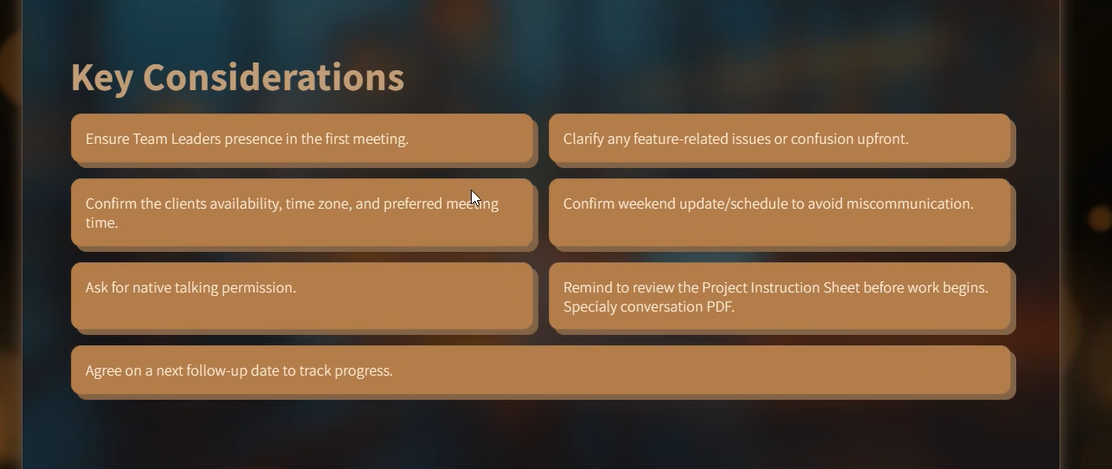 Key Considerations
Ensure Team Leaders presence in the first meeting.
Clarify any feature-related issues or confusion upfront.
Confirm the clients availability, time zone, and preferred meeting
time.
Confirm weekend update/schedule to avoid miscommunication.
Ask for native talking permission.
Remind to review the Project Instruction Sheet before work begins.
Specialy conversation PDF.
Agree on a next follow-up date to track progress.